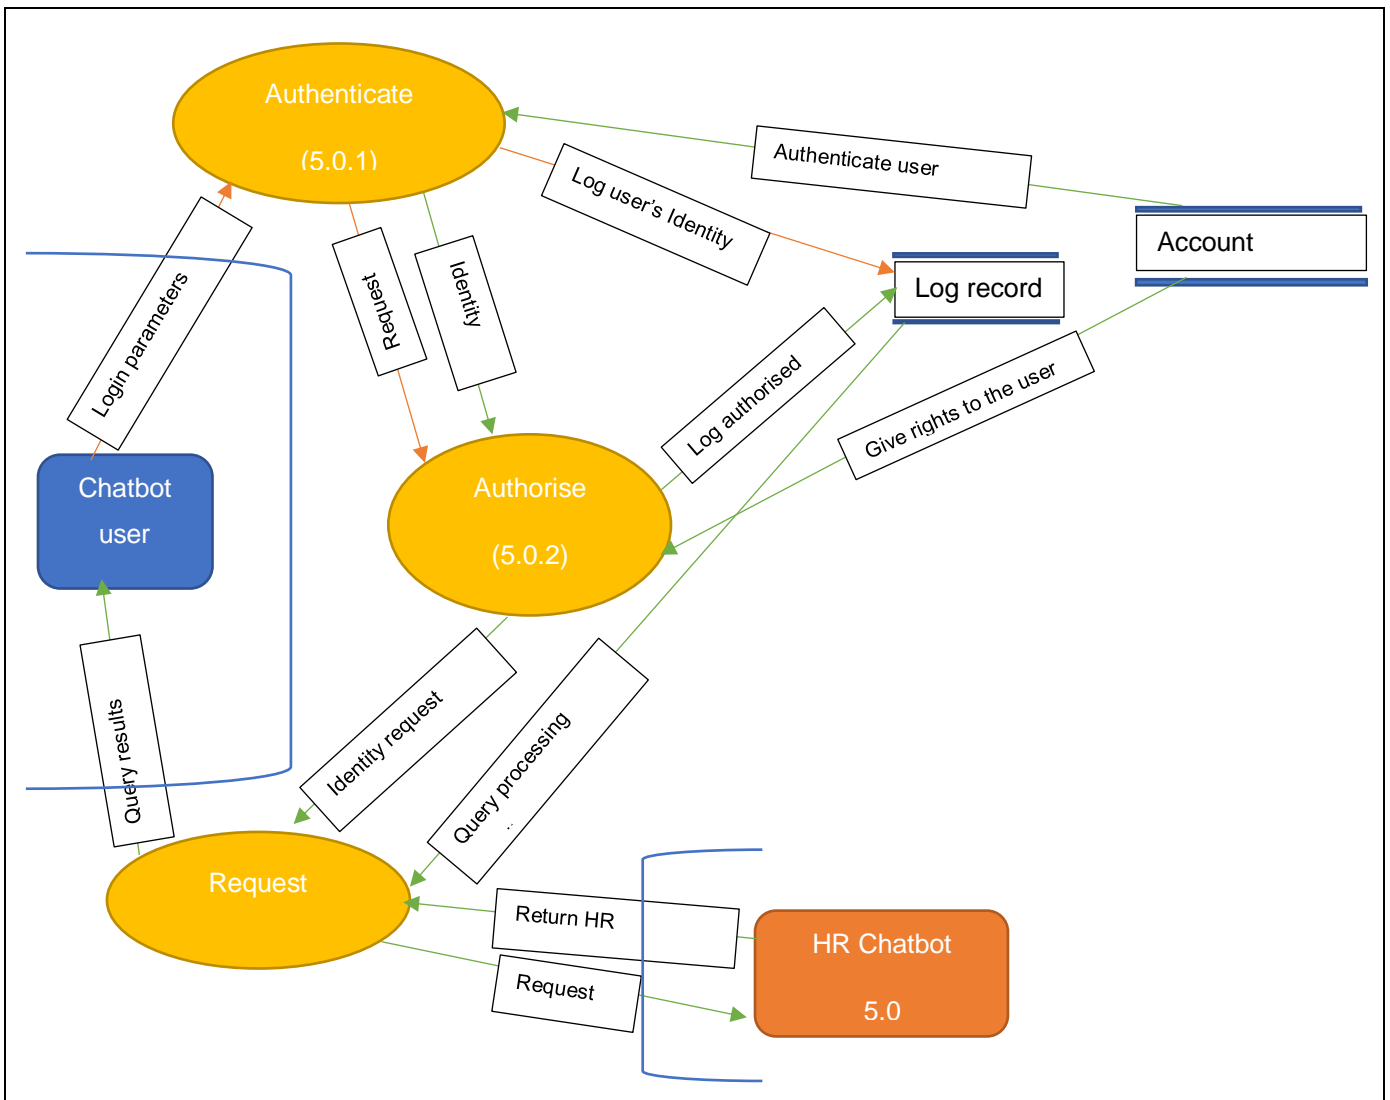 Authenticate
(5.0.1)
Authenticate user
Log user's Identity
Account
Login parameters
Request
Identity
Log record
Log authorised
Give rights to the user
Chatbot
user
Authorise
(5.0.2)
Query results
Identity request
Query processing
Request
Return HR
HR Chatbot
5.0
Request